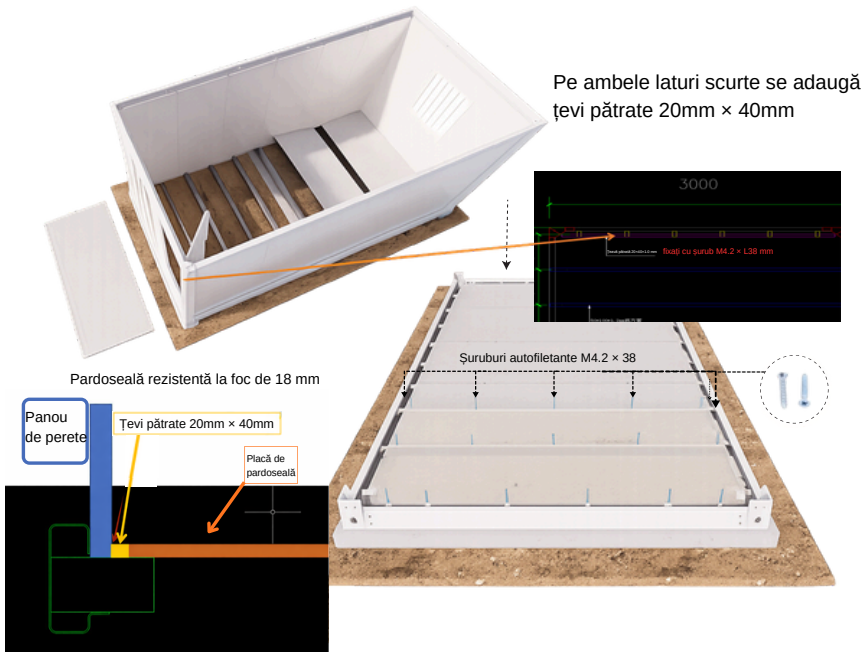 Pe ambele laturi scurte se adaugă
țevi pătrate 20mm × 40mm
3000
fixați cu șurub M4.2 × L38 mm
Șuruburi autofiletante M4.2 × 38
Pardoseală rezistentă la foc de 18 mm
Panou
de perete
Țevi pătrate 20mm × 40mm
Placă de
pardoseală